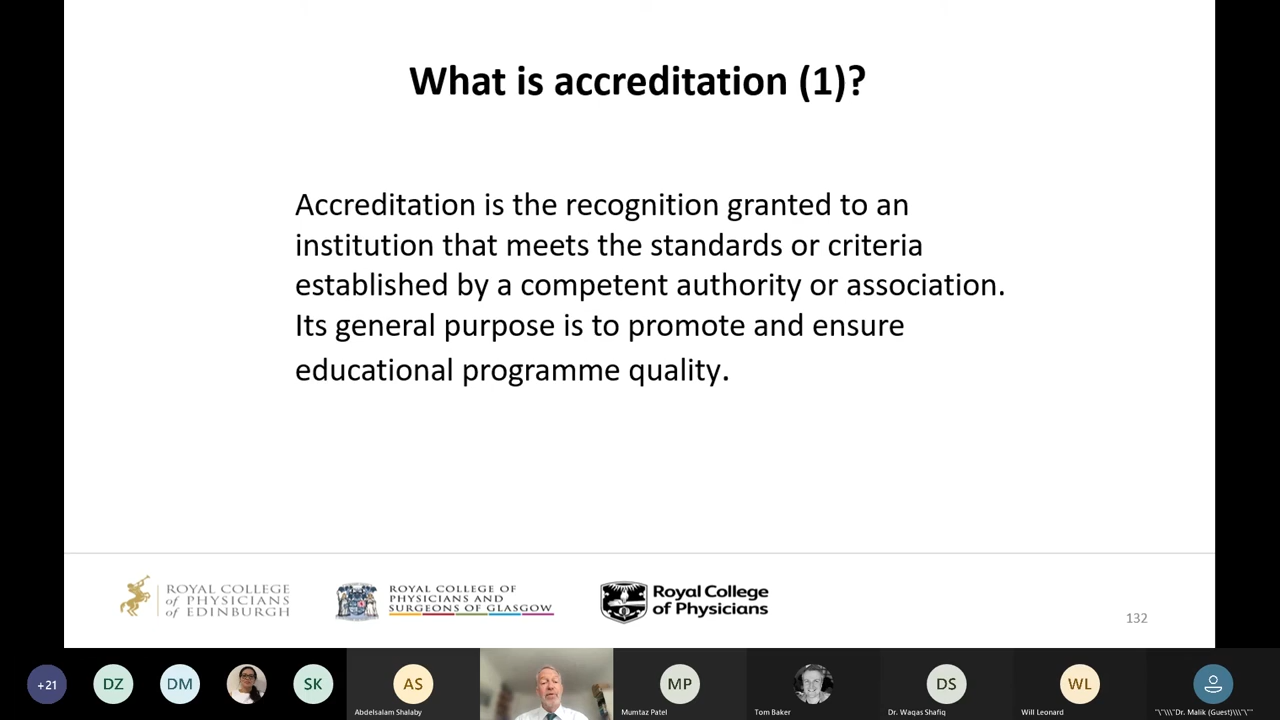 What is accreditation (1)?
Accreditation is the recognition granted to an
institution that meets the standards or criteria
established by a competent authority or association.
Its general purpose is to promote and ensure
educational programme quality.
ROYAL COLLEGE
of PHYSICIANS
of EDINBURGH
ROYAL COLLEGE OF
PHYSICIANS AND
SURGEONS OF GLASGOW
Royal College
of Physicians
132
+21
DZ
DM
SK
AS
Abdelsalam Shalaby
MP
Mumtaz Patel
Tom Baker
DS
Dr. Waqas Shafiq
WL
Will Leonard
"\"\\\"Dr. Malik (Guest)\\\"\""